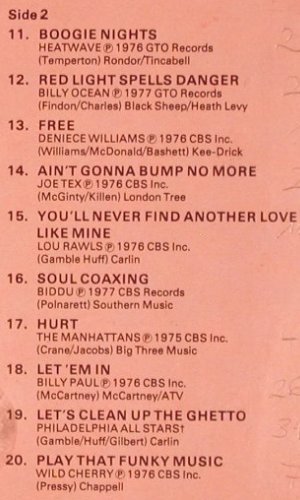 Side 2
11. BOOGIE NIGHTS
HEATWAVE ℗ 1976 GTO Records
(Temperton) Rondor/Tincabell
12. RED LIGHT SPELLS DANGER
BILLY OCEAN ℗ 1977 GTO Records
(Findon/Charles) Black Sheep/Heath Levy
13. FREE
DENIECE WILLIAMS ℗ 1976 CBS Inc.
(Williams/McDonald/Bashett) Kee-Drick
14. AIN'T GONNA BUMP NO MORE
JOE TEX ℗ 1976 CBS Inc.
(McGinty/Killen) London Tree
15. YOU'LL NEVER FIND ANOTHER LOVE
LIKE MINE
LOU RAWLS ℗ 1976 CBS Inc.
(Gamble Huff) Carlin
16. SOUL COAXING
BIDDU ℗ 1977 CBS Records
(Polnarett) Southern Music
17. HURT
THE MANHATTANS ℗ 1975 CBS Inc.
(Crane/Jacobs) Big Three Music
18. LET 'EM IN
BILLY PAUL ℗ 1976 CBS Inc.
(McCartney) McCartney/ATV
19. LET'S CLEAN UP THE GHETTO
PHILADELPHIA ALL STARS†
(Gamble/Huff/Gilbert) Carlin
20. PLAY THAT FUNKY MUSIC
WILD CHERRY ℗ 1976 CBS Inc.
(Pressy) Chappell